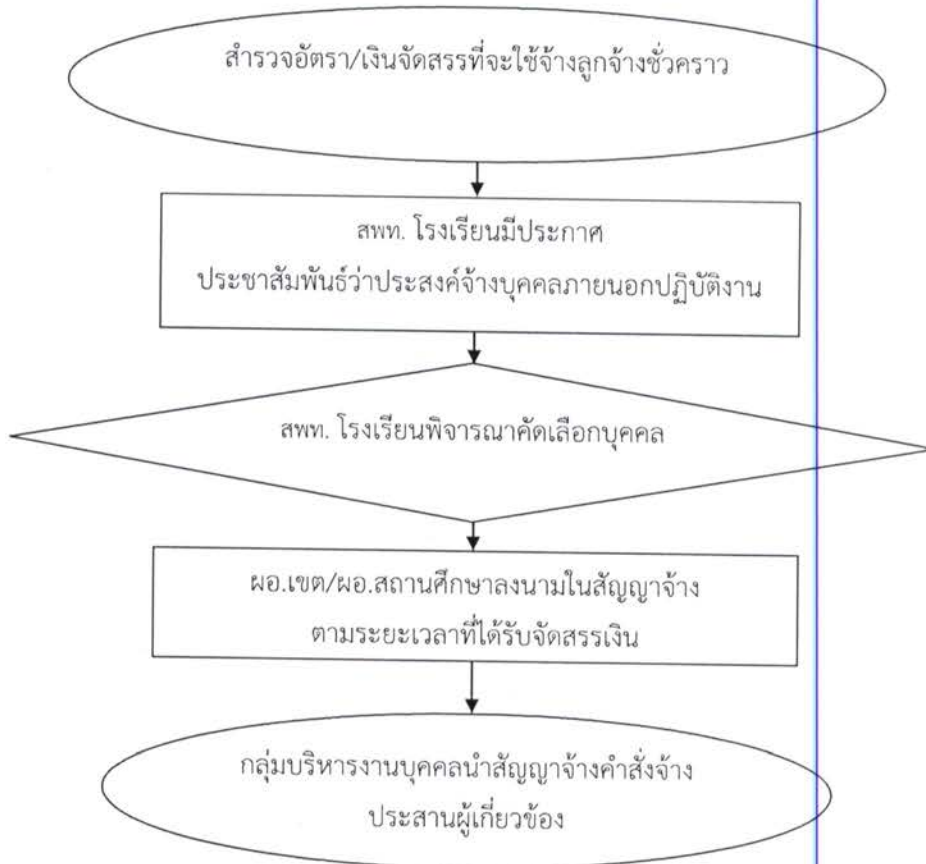 สำรวจอัตรา/เงินจัดสรรที่จะใช้จ้างลูกจ้างชั่วคราว
สพท. โรงเรียนมีประกาศ
ประชาสัมพันธ์ว่าประสงค์จ้างบุคคลภายนอกปฏิบัติงาน
สพท. โรงเรียนพิจารณาคัดเลือกบุคคล
ผอ.เขต/ผอ.สถานศึกษาลงนามในสัญญาจ้าง
ตามระยะเวลาที่ได้รับจัดสรรเงิน
กลุ่มบริหารงานบุคคลนำสัญญาจ้างคำสั่งจ้าง
ประสานผู้เกี่ยวข้อง